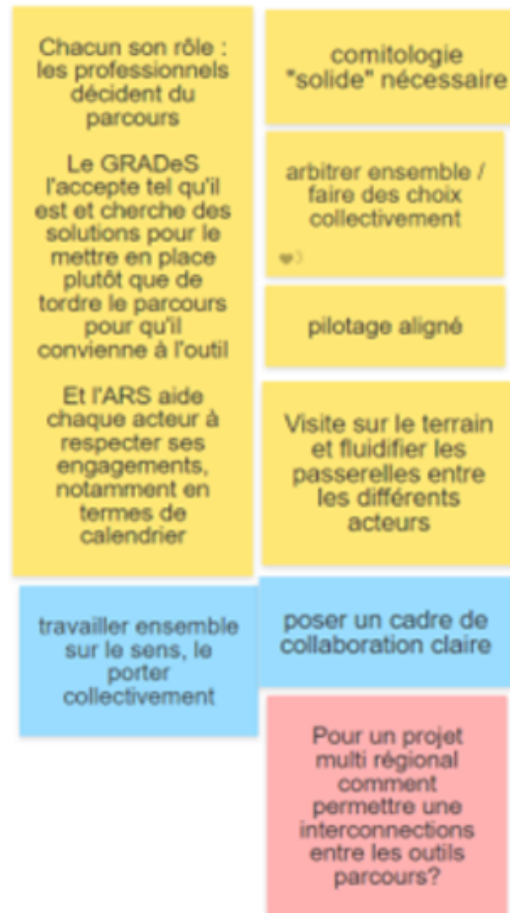 Chacun son rôle :
les professionnels
décident du
parcours
Le GRADeS
l'accepte tel qu'il
est et cherche des
solutions pour le
mettre en place
plutôt que de
tordre le parcours
pour qu'il
convienne à l'outil
Et l'ARS aide
chaque acteur à
respecter ses
engagements,
notamment en
termes de
calendrier
comitologie
"solide" nécessaire
arbitrer ensemble /
faire des choix
collectivement
pilotage aligné
Visite sur le terrain
et fluidifier les
passerelles entre
les différents
acteurs
travailler ensemble
sur le sens, le
porter
collectivement
poser un cadre de
collaboration claire
Pour un projet
multi régional
comment
permettre une
interconnections
entre les outils
parcours?